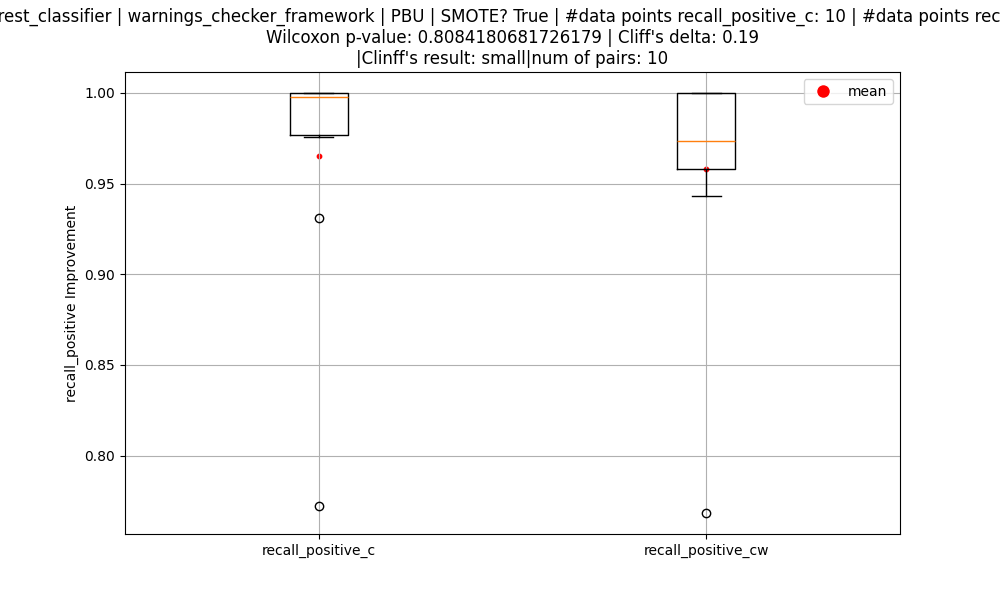 rest_classifier | warnings_checker_framework | PBU | SMOTE? True | #data points recall_positive_c: 10 | #data points rec
Wilcoxon p-value: 0.8084180681726179 | Cliff's delta: 0.19
|Clinff's result: small|num of pairs: 10
mean
1.00
0.95
0.90
0.85
0.80
recall_positive Improvement
recall_positive_c
recall_positive_cw